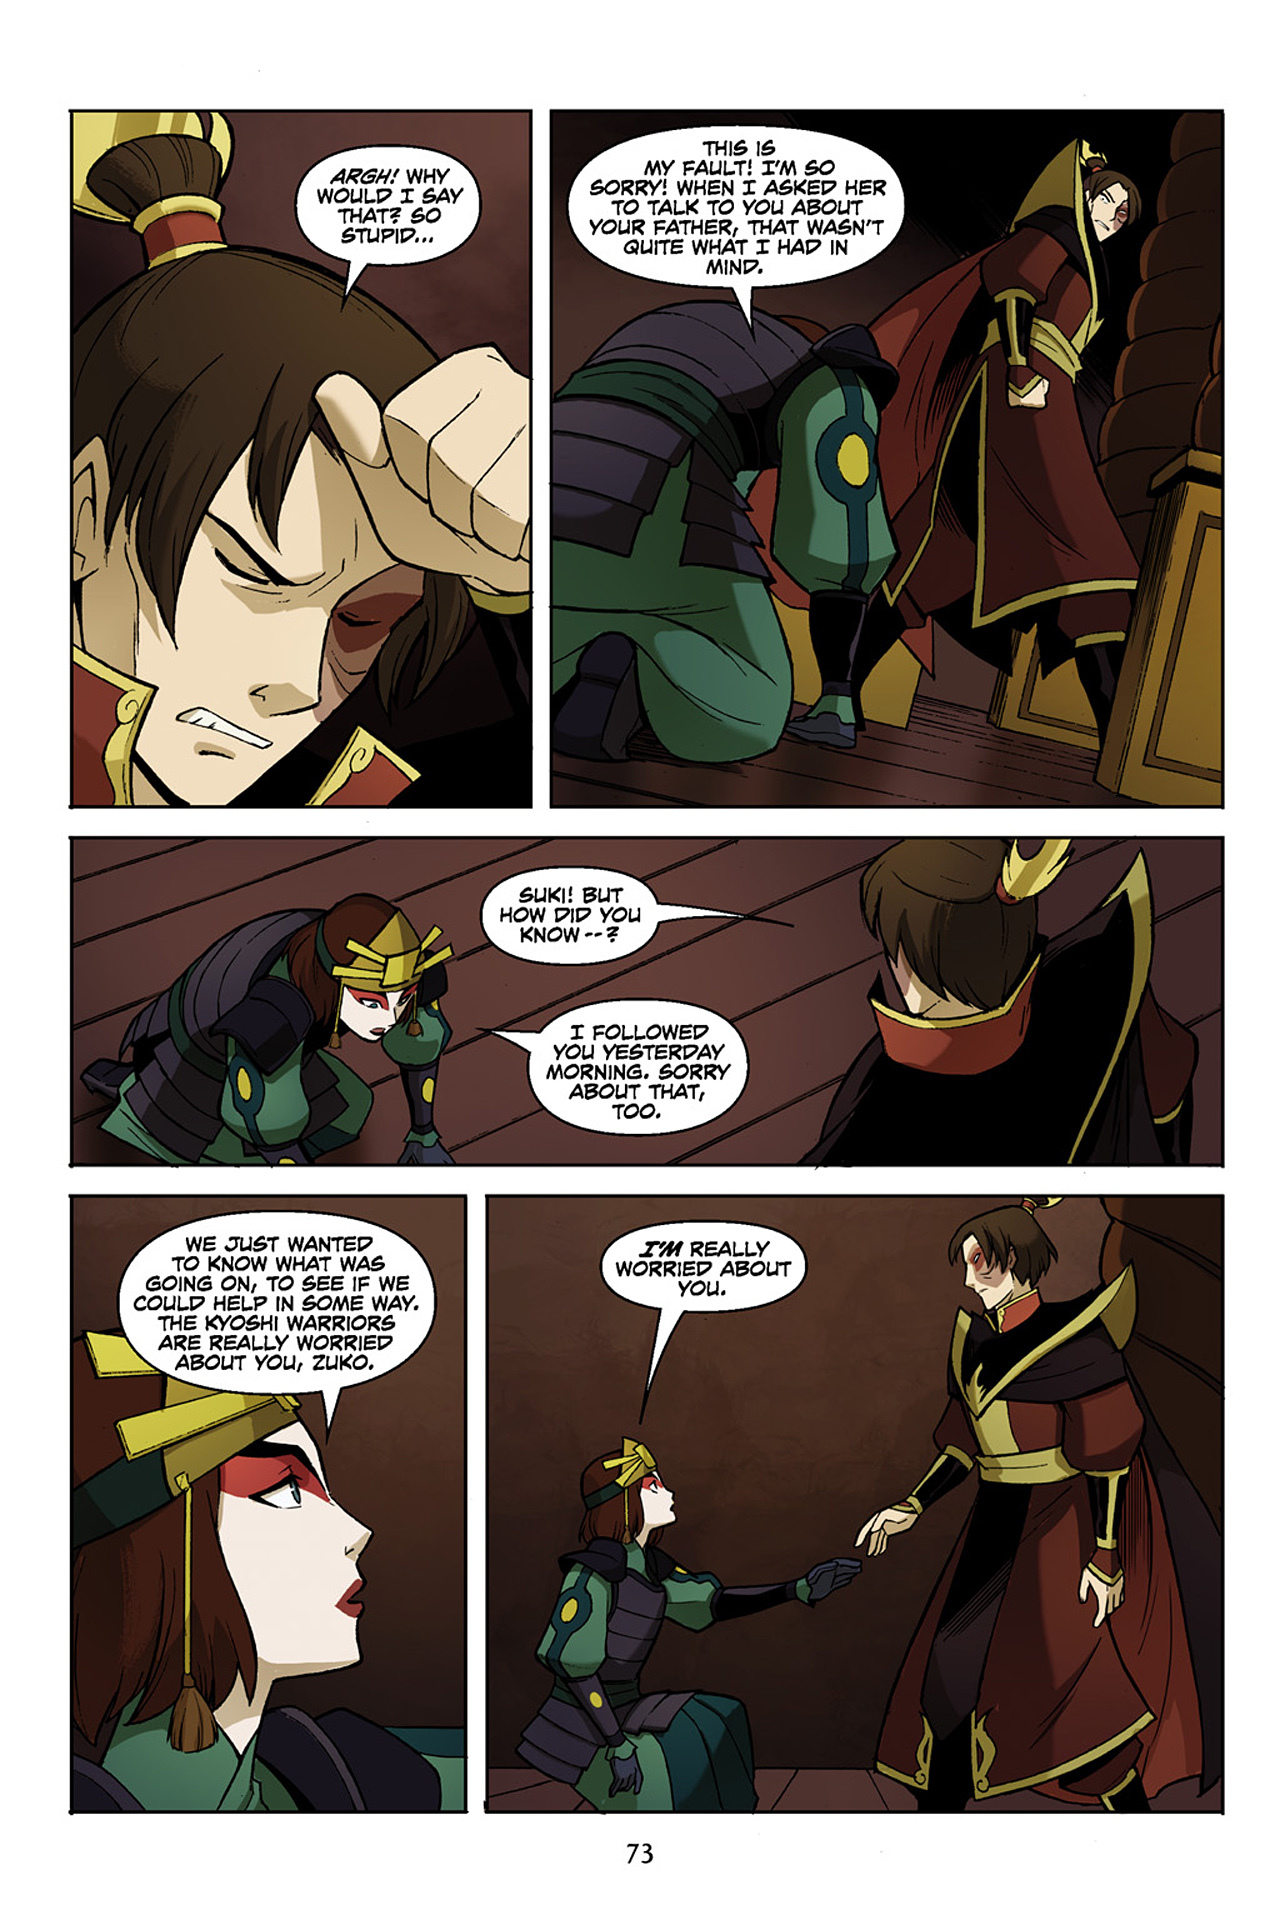 ARGH! WHY
WOULD I SAY
THAT? SO
STUPID...
THIS IS
MY FAULT! I'M SO
SORRY! WHEN I ASKED HER
TO TALK TO YOU ABOUT
YOUR FATHER, THAT WASN'T
QUITE WHAT I HAD IN
MIND.
SUKI! BUT
HOW DID YOU
KNOW--?
I FOLLOWED
YOU YESTERDAY
MORNING. SORRY
ABOUT THAT,
TOO.
WE JUST WANTED
TO KNOW WHAT WAS
GOING ON, TO SEE IF WE
COULD HELP IN SOME WAY.
THE KYOSHI WARRIORS
ARE REALLY WORRIED
ABOUT YOU, ZUKO.
I'M REALLY
WORRIED ABOUT
YOU.
73